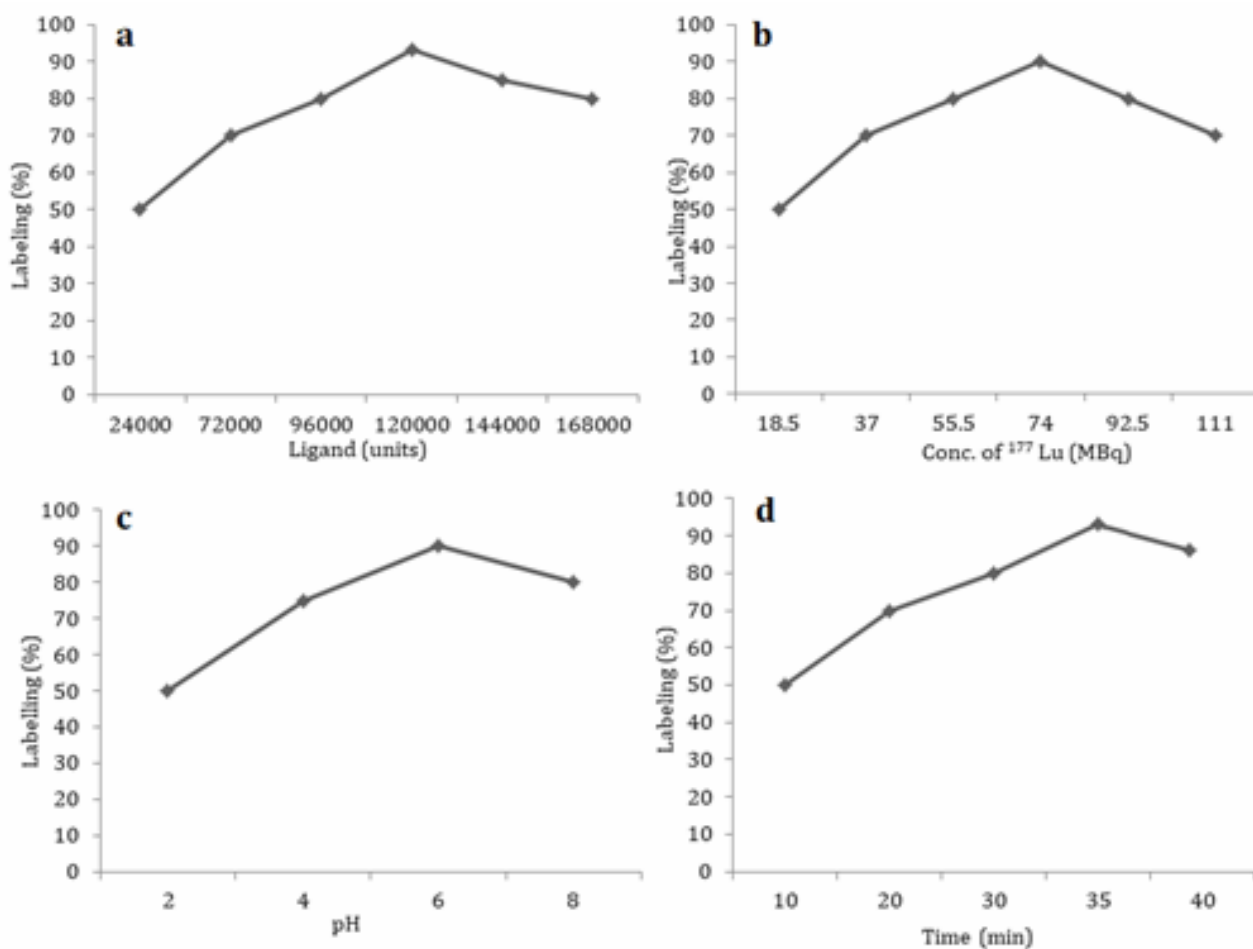 a
100
90
80
70
60
50
40
30
20
10
0
Labeling (%)
24000 72000 96000 120000 144000 168000
Ligand (units)
b
100
90
80
70
60
50
40
30
20
10
0
Labeling (%)
18.5 37 55.5 74 92.5 111
Conc. of ¹⁷⁷ Lu (MBq)
c
100
90
80
70
60
50
40
30
20
10
0
Labelling (%)
2 4 6 8
pH
d
100
90
80
70
60
50
40
30
20
10
0
Labeling (%)
10 20 30 35 40
Time (min)